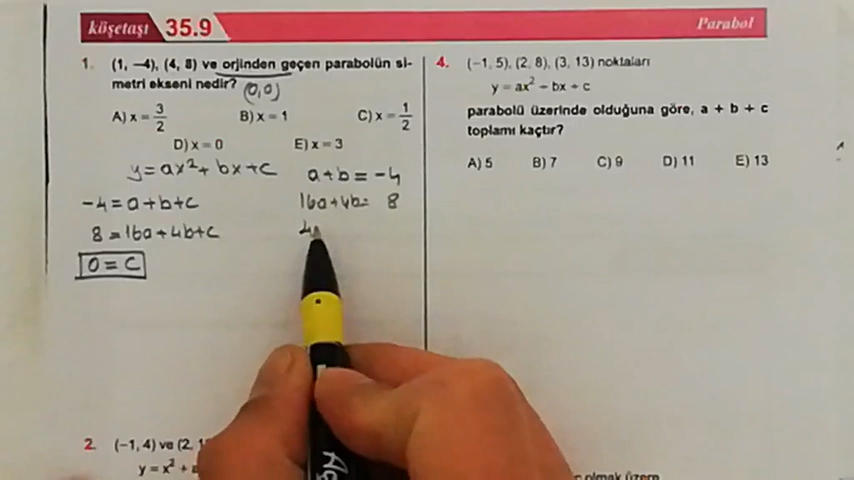 köşetaşı 35.9
Parabol
1. (1, –4), (4, 8) ve orjinden geçen parabolün si-
metri ekseni nedir? (0,0)
A) x = 3/2 B) x = 1 C) x = 1/2
D) x = 0 E) x = 3
y=ax²+bx+c
-4=a+b+c
8=16a+4b+c
0=c
a+b=-4
16a+4b= 8
2. (–1, 4) ve (2,
y = x² +
4. (–1, 5), (2, 8), (3, 13) noktaları
y = ax² – bx + c
parabolü üzerinde olduğuna göre, a + b + c
toplamı kaçtır?
A) 5 B) 7 C) 9 D) 11 E) 13
olmak üzere